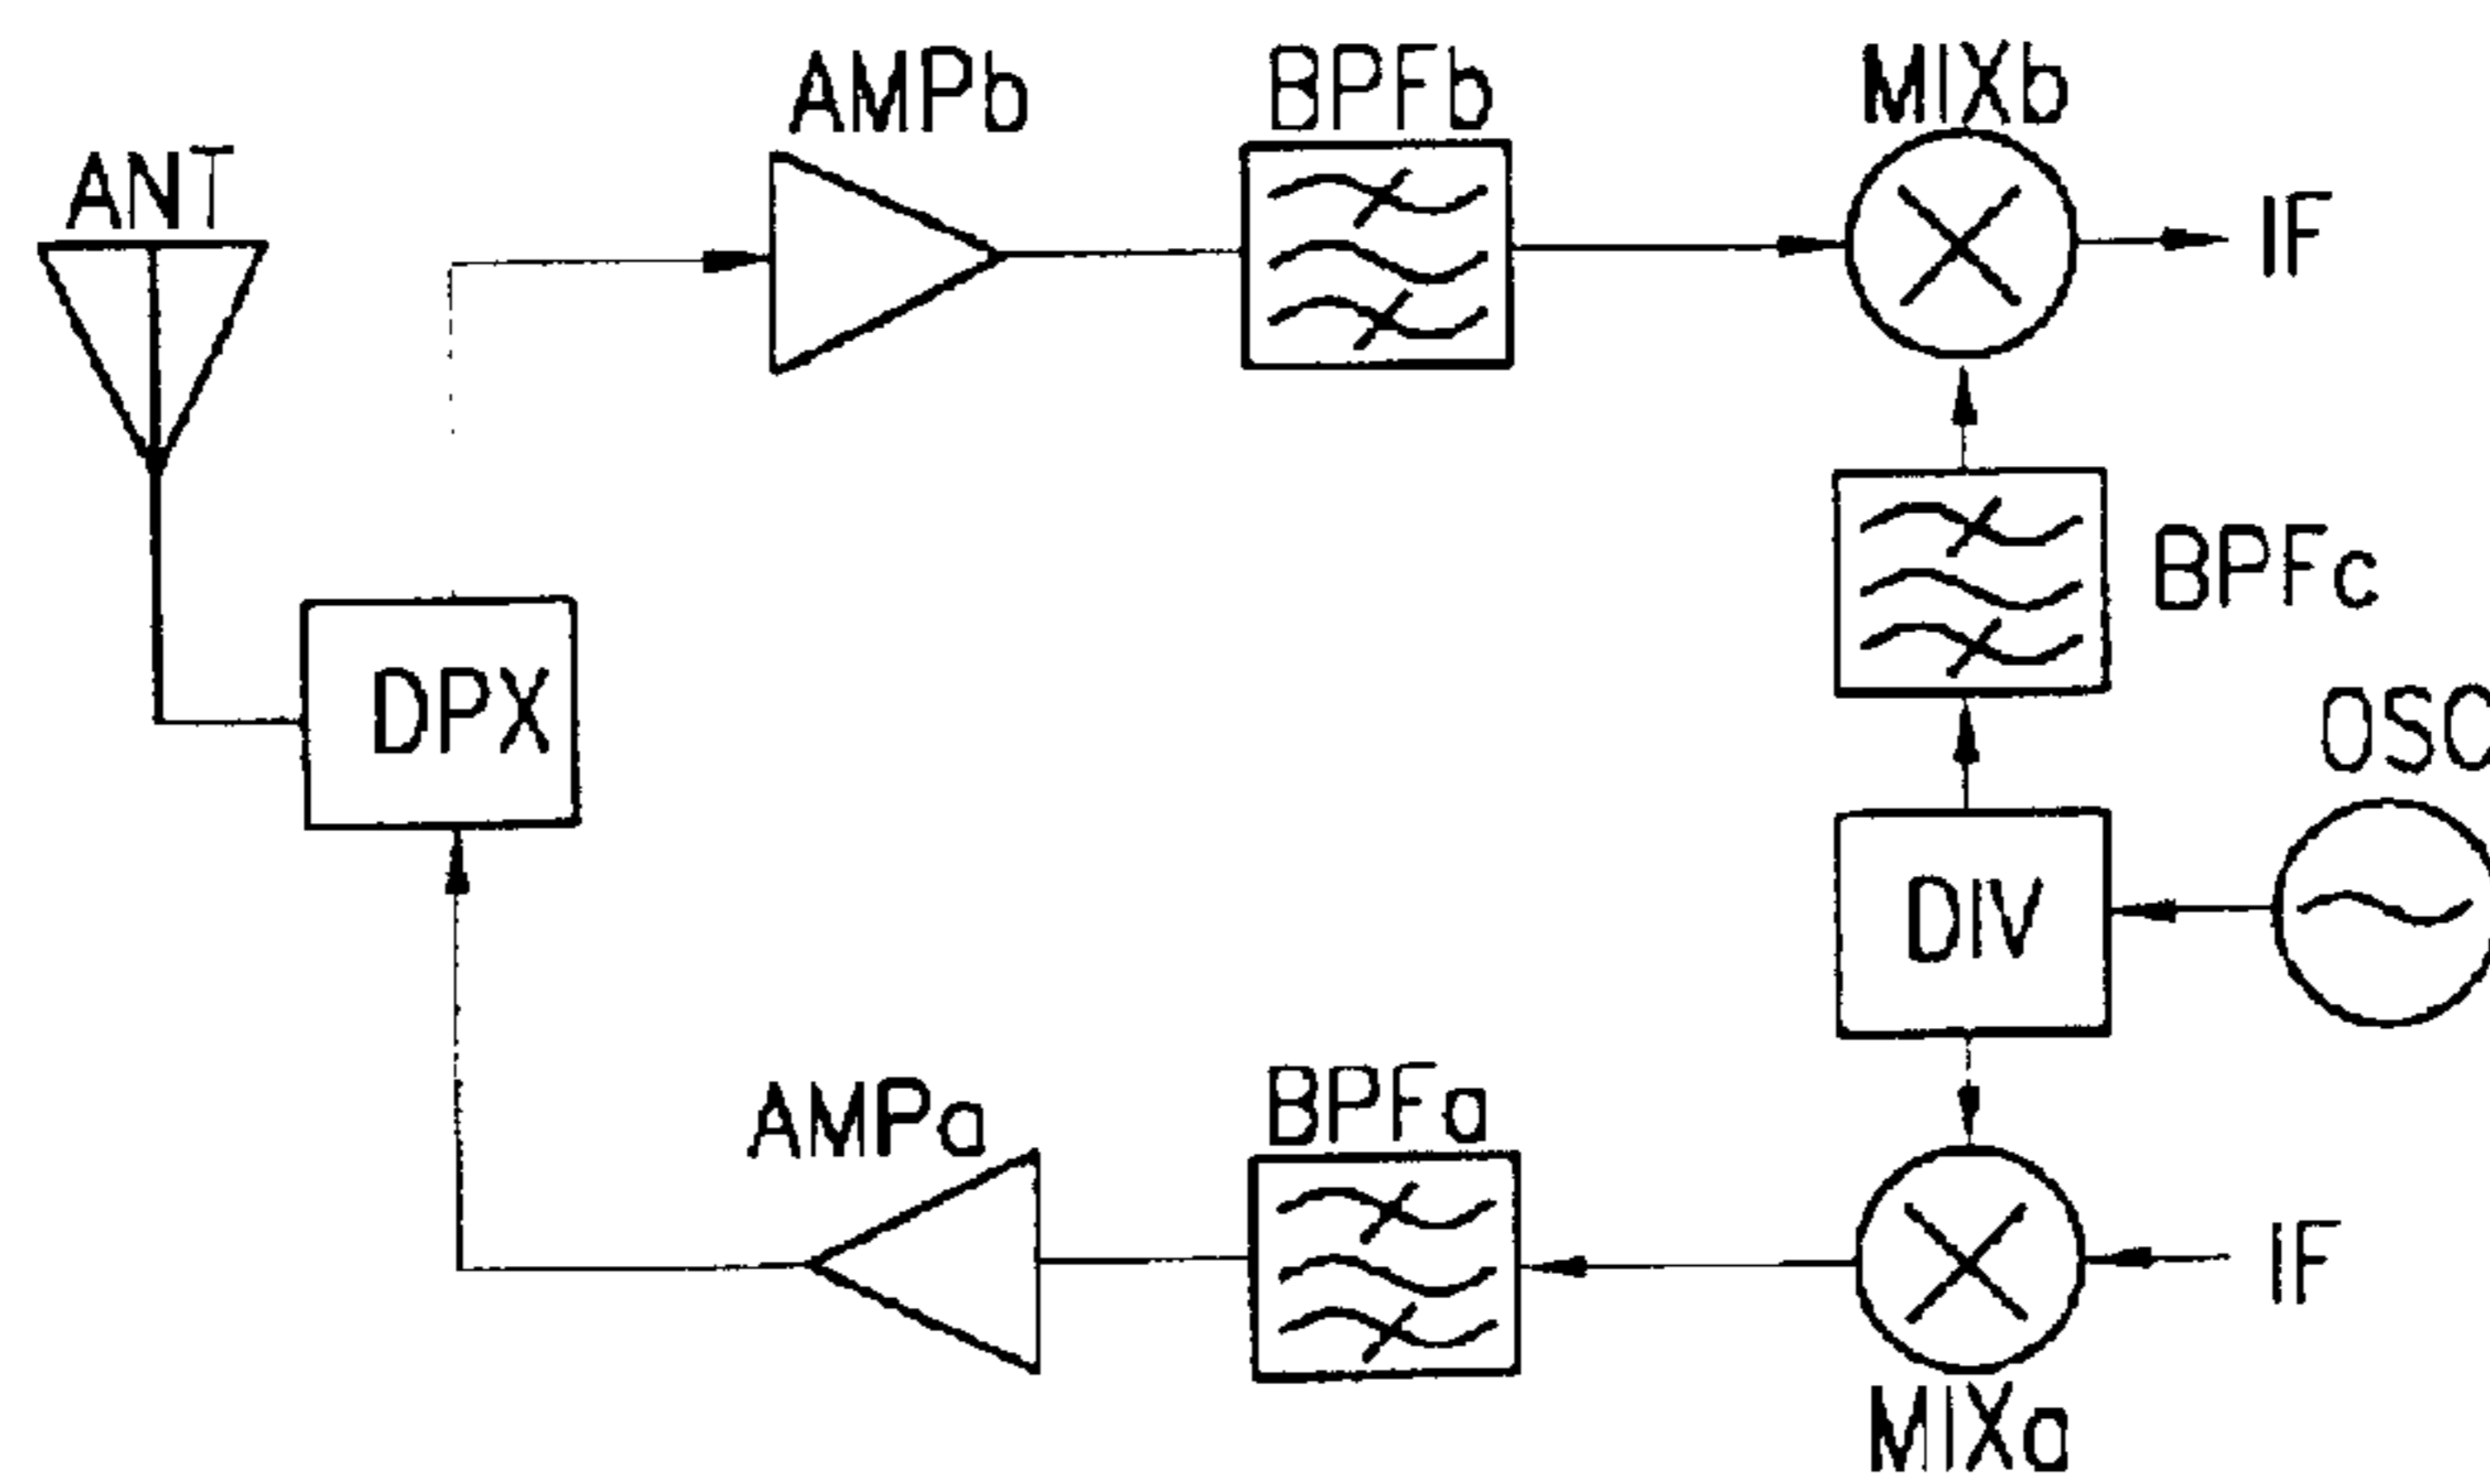 AMPb
BPFb
MIXb
ANT
IF
BPFc
DPX
OSC
DIV
AMPa
BPFa
IF
MIXa